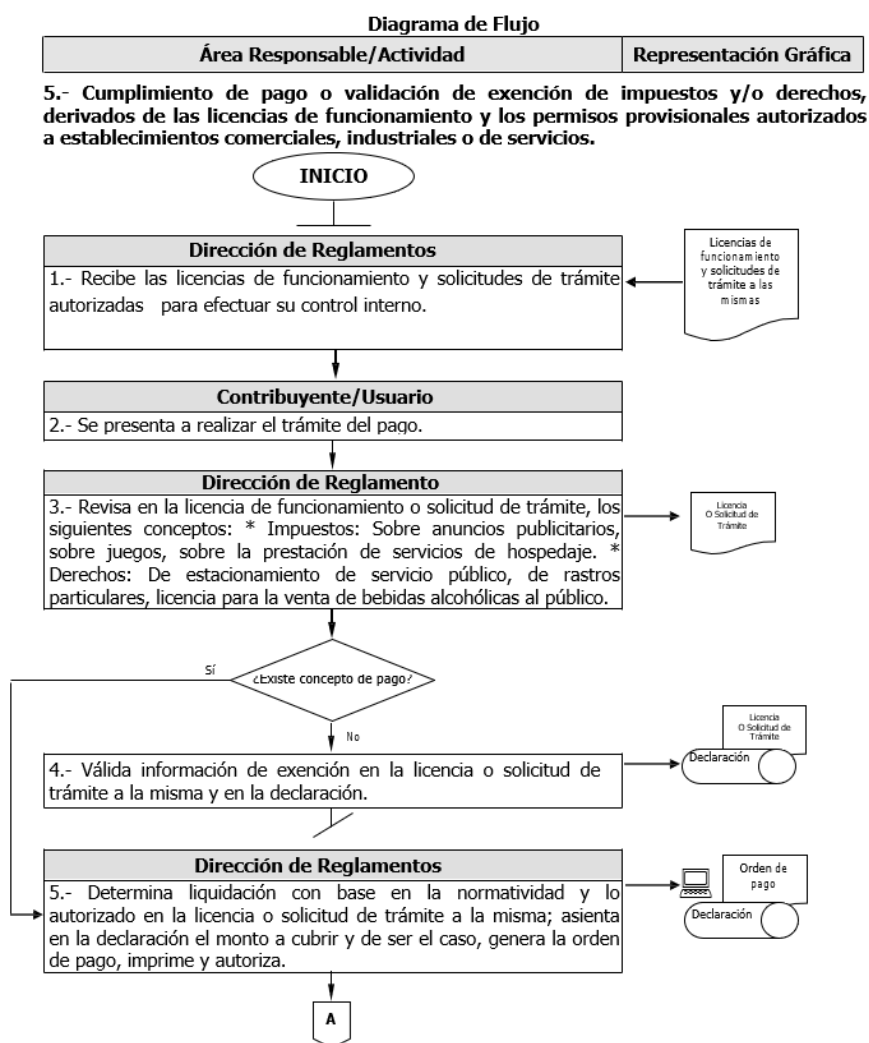 Diagrama de Flujo
Área Responsable/Actividad
Representación Gráfica
5.- Cumplimiento de pago o validación de exención de impuestos y/o derechos,
derivados de las licencias de funcionamiento y los permisos provisionales autorizados
a establecimientos comerciales, industriales o de servicios.
INICIO
Dirección de Reglamentos
1.- Recibe las licencias de funcionamiento y solicitudes de trámite
autorizadas para efectuar su control interno.
Licencias de
funcionamiento
y solicitudes de
trámite a las
mismas
Contribuyente/Usuario
2.- Se presenta a realizar el trámite del pago.
Dirección de Reglamento
3.- Revisa en la licencia de funcionamiento o solicitud de trámite, los
siguientes conceptos: * Impuestos: Sobre anuncios publicitarios,
sobre juegos, sobre la prestación de servicios de hospedaje. *
Derechos: De estacionamiento de servicio público, de rastros
particulares, licencia para la venta de bebidas alcohólicas al público.
Licencia
O Solicitud de
Trámite
Sí
¿Existe concepto de pago?
No
4.- Válida información de exención en la licencia o solicitud de
trámite a la misma y en la declaración.
Licencia
O Solicitud de
Trámite
Declaración
Dirección de Reglamentos
5.- Determina liquidación con base en la normatividad y lo
autorizado en la licencia o solicitud de trámite a la misma; asienta
en la declaración el monto a cubrir y de ser el caso, genera la orden
de pago, imprime y autoriza.
Orden de
pago
Declaración
A